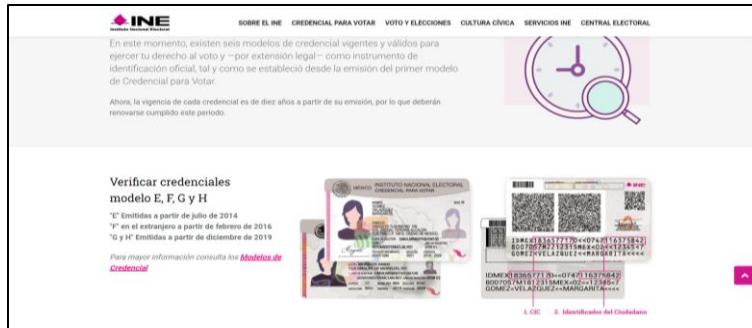 INE
Instituto Nacional Electoral
SOBRE EL INE CREDENCIAL PARA VOTAR VOTO Y ELECCIONES CULTURA CÍVICA SERVICIOS INE CENTRAL ELECTORAL
En este momento, existen seis modelos de credencial vigentes y válidos para
ejercer tu derecho al voto y —por extensión legal— como instrumento de
identificación oficial, tal y como se estableció desde la emisión del primer modelo
de Credencial para Votar.
Ahora, la vigencia de cada credencial es de diez años a partir de su emisión, por lo que deberán
renovarse cumplido este periodo.
Verificar credenciales
modelo E, F, G y H
"E" Emitidas a partir de julio de 2014
"F" en el extranjero a partir de febrero de 2016
"G y H" Emitidas a partir de diciembre de 2019
Para mayor información consulta los Modelos de
Credencial
MÉXICO INSTITUTO NACIONAL ELECTORAL
CREDENCIAL PARA VOTAR
INE
IDMEX1836577170<<0747116375842
GOMEZ<VELAZQUEZ<<MARGARITA<<<<
IDMEX1836577170<<0747116375842
8007057M1812315MEX<02<<12345<7
GOMEZ<VELAZQUEZ<<MARGARITA<<<<
1. CIC 2. Identificador del Ciudadano